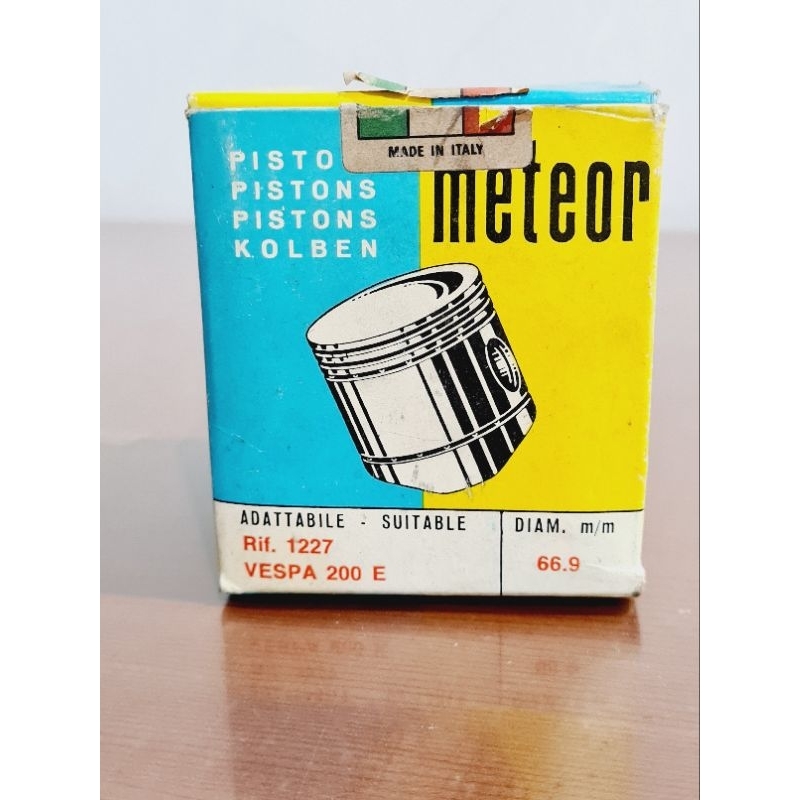 MADE IN ITALY
PISTO
PISTONS
PISTONS
KOLBEN
meteor
ADATTABILE - SUITABLE
Rif. 1227
VESPA 200 E
DIAM. m/m
66.9